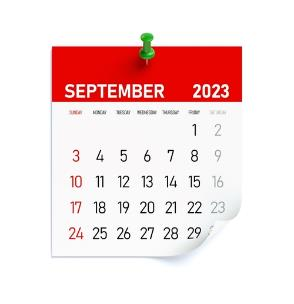 SEPTEMBER 2023
SUNDAY MONDAY TUESDAY WEDNESDAY THURSDAY FRIDAY SATURDAY
1 2
3 4 5 6 7 8 9
10 11 12 13 14 15 16
17 18 19 20 21 22 23
24 25 26 27 28 29